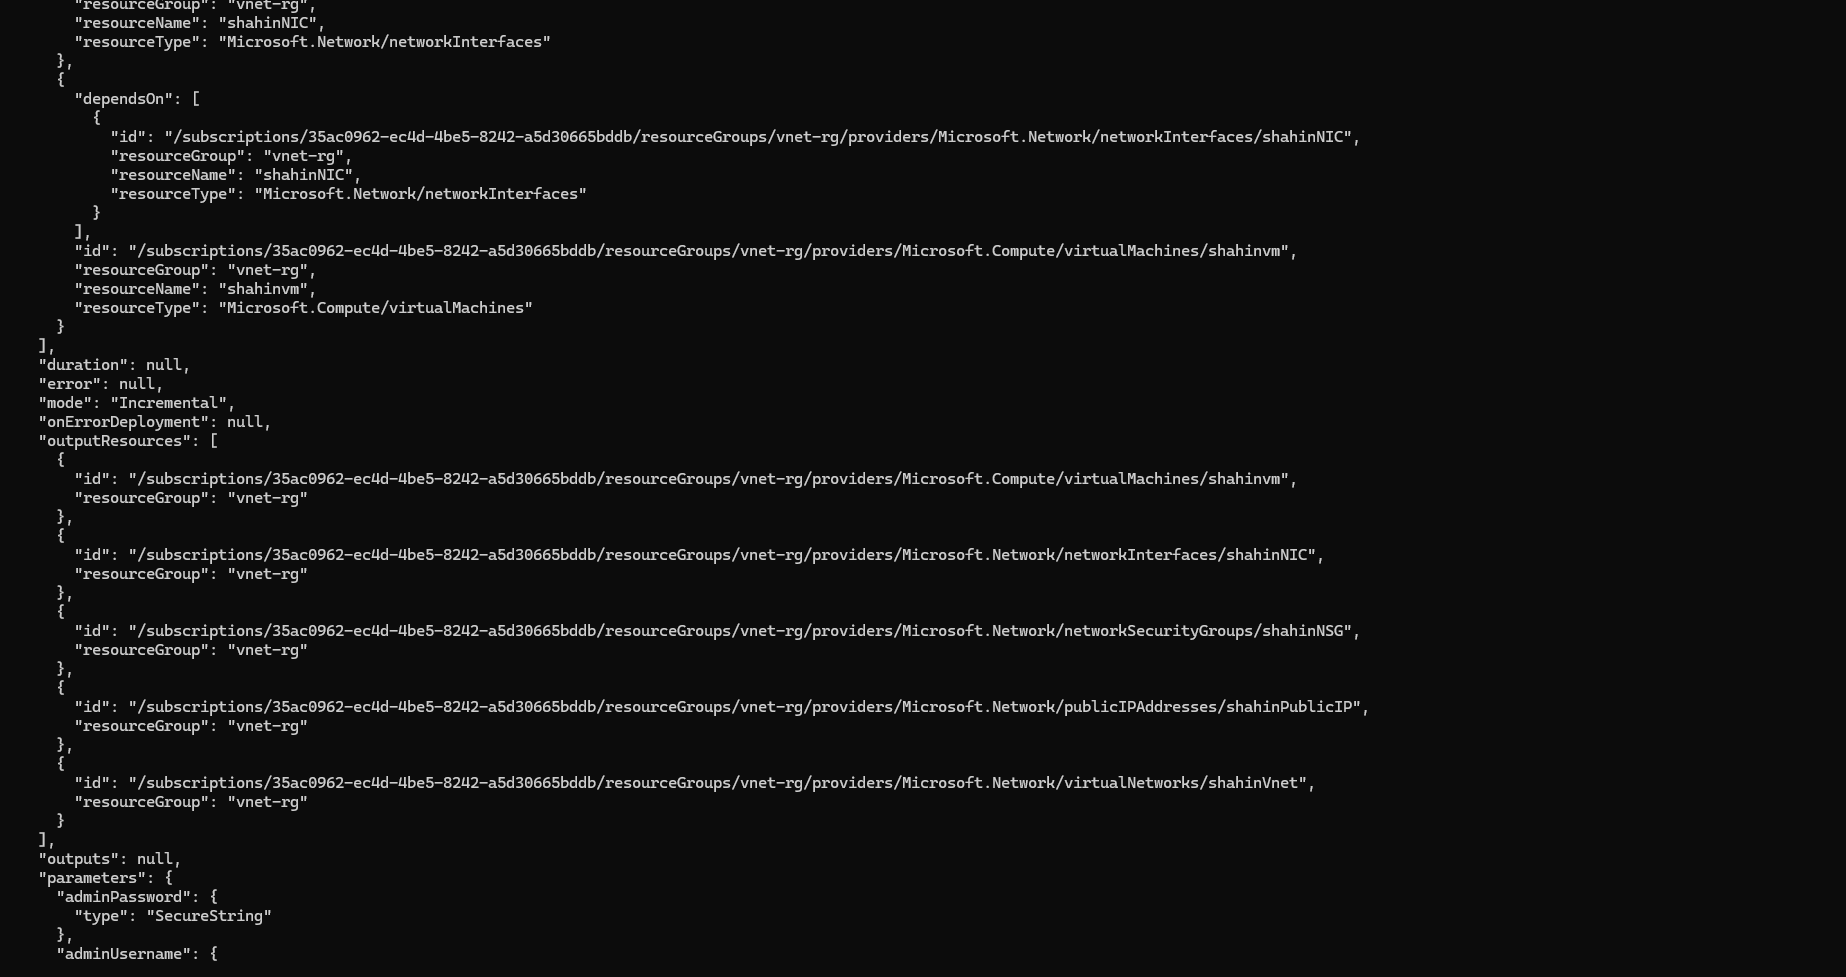 "resourceGroup": "vnet-rg",
"resourceName": "shahinNIC",
"resourceType": "Microsoft.Network/networkInterfaces"
},
{
"dependsOn": [
{
"id": "/subscriptions/35ac0962-ec4d-4be5-8242-a5d30665bddb/resourceGroups/vnet-rg/providers/Microsoft.Network/networkInterfaces/shahinNIC",
"resourceGroup": "vnet-rg",
"resourceName": "shahinNIC",
"resourceType": "Microsoft.Network/networkInterfaces"
}
],
"id": "/subscriptions/35ac0962-ec4d-4be5-8242-a5d30665bddb/resourceGroups/vnet-rg/providers/Microsoft.Compute/virtualMachines/shahinvm",
"resourceGroup": "vnet-rg",
"resourceName": "shahinvm",
"resourceType": "Microsoft.Compute/virtualMachines"
}
],
"duration": null,
"error": null,
"mode": "Incremental",
"onErrorDeployment": null,
"outputResources": [
{
"id": "/subscriptions/35ac0962-ec4d-4be5-8242-a5d30665bddb/resourceGroups/vnet-rg/providers/Microsoft.Compute/virtualMachines/shahinvm",
"resourceGroup": "vnet-rg"
},
{
"id": "/subscriptions/35ac0962-ec4d-4be5-8242-a5d30665bddb/resourceGroups/vnet-rg/providers/Microsoft.Network/networkInterfaces/shahinNIC",
"resourceGroup": "vnet-rg"
},
{
"id": "/subscriptions/35ac0962-ec4d-4be5-8242-a5d30665bddb/resourceGroups/vnet-rg/providers/Microsoft.Network/networkSecurityGroups/shahinNSG",
"resourceGroup": "vnet-rg"
},
{
"id": "/subscriptions/35ac0962-ec4d-4be5-8242-a5d30665bddb/resourceGroups/vnet-rg/providers/Microsoft.Network/publicIPAddresses/shahinPublicIP",
"resourceGroup": "vnet-rg"
},
{
"id": "/subscriptions/35ac0962-ec4d-4be5-8242-a5d30665bddb/resourceGroups/vnet-rg/providers/Microsoft.Network/virtualNetworks/shahinVnet",
"resourceGroup": "vnet-rg"
}
],
"outputs": null,
"parameters": {
"adminPassword": {
"type": "SecureString"
},
"adminUsername": {